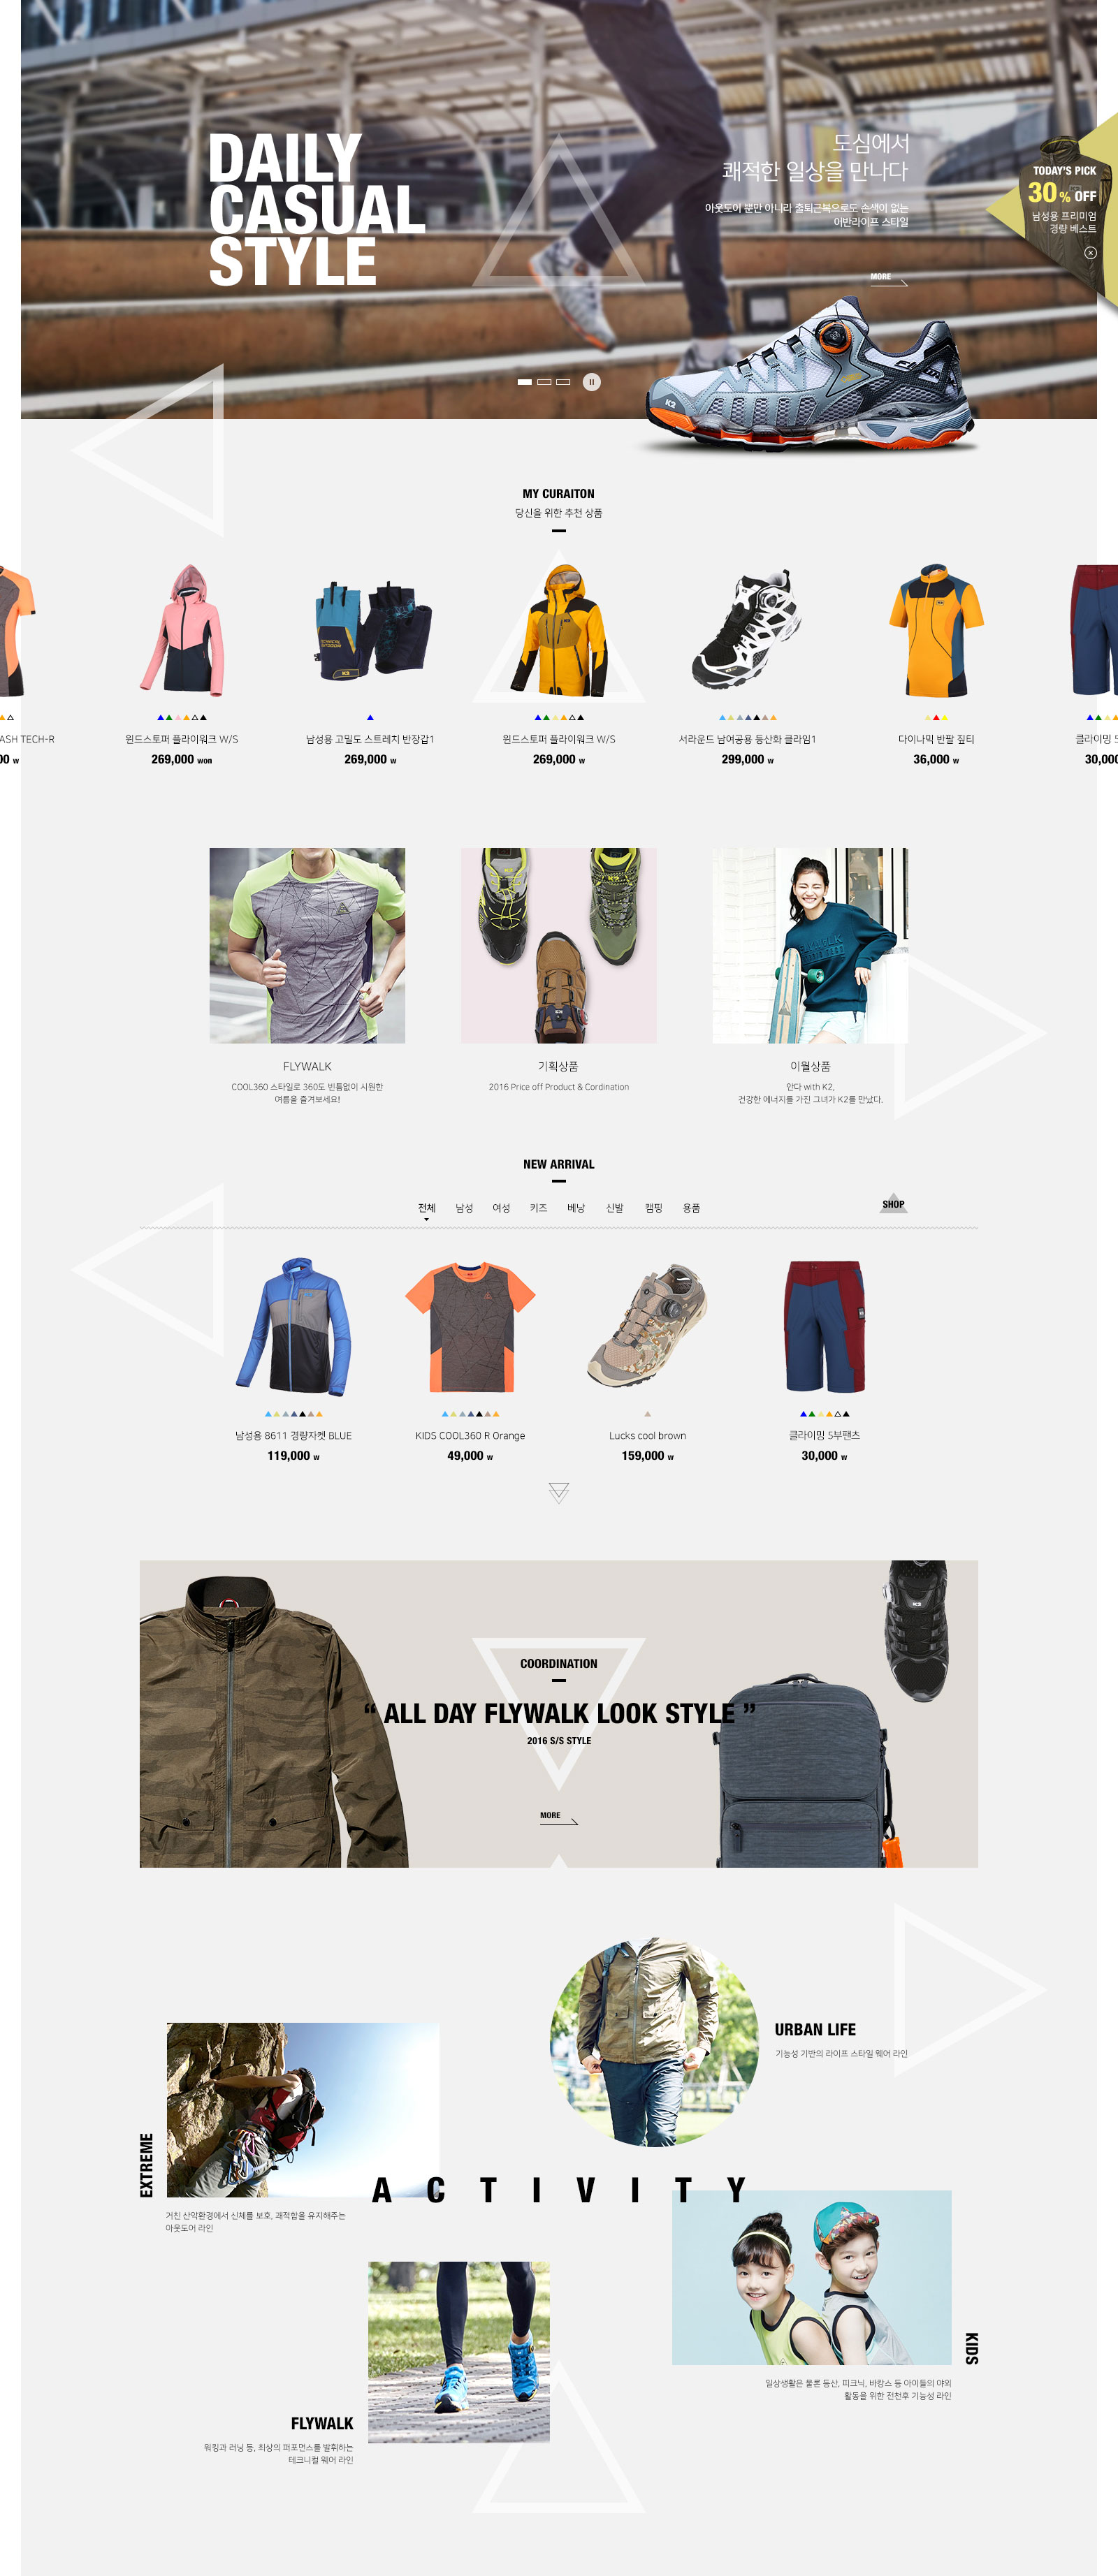 DAILY
CASUAL
STYLE
도심에서
쾌적한 일상을 만나다
아웃도어 뿐만 아니라 출퇴근복으로도 손색이 없는
어반라이프 스타일
MORE
TODAY'S PICK
30% OFF
남성용 프리미엄
경량 베스트
K2
MY CURAITON
당신을 위한 추천 상품
ASH TECH-R
00 w
윈드스토퍼 플라이워크 W/S
269,000 won
남성용 고밀도 스트레치 반장갑1
269,000 w
윈드스토퍼 플라이워크 W/S
269,000 w
서라운드 남여공용 등산화 클라임1
299,000 w
다이나믹 반팔 짚티
36,000 w
클라이밍 5
30,000
FLYWALK
COOL360 스타일로 360도 빈틈없이 시원한
여름을 즐겨보세요!
기획상품
2016 Price off Product & Cordination
이월상품
안다 with K2,
건강한 에너지를 가진 그녀가 K2를 만났다.
NEW ARRIVAL
전체 남성 여성 키즈 베낭 신발 캠핑 용품
SHOP
남성용 8611 경량자켓 BLUE
119,000 w
KIDS COOL360 R Orange
49,000 w
Lucks cool brown
159,000 w
클라이밍 5부팬츠
30,000 w
COORDINATION
“ ALL DAY FLYWALK LOOK STYLE ”
2016 S/S STYLE
MORE
URBAN LIFE
기능성 기반의 라이프 스타일 웨어 라인
EXTREME
거친 산악환경에서 신체를 보호, 쾌적함을 유지해주는
아웃도어 라인
ACTIVITY
KIDS
일상생활은 물론 등산, 피크닉, 바캉스 등 아이들의 야외
활동을 위한 전천후 기능성 라인
FLYWALK
워킹과 러닝 등, 최상의 퍼포먼스를 발휘하는
테크니컬 웨어 라인